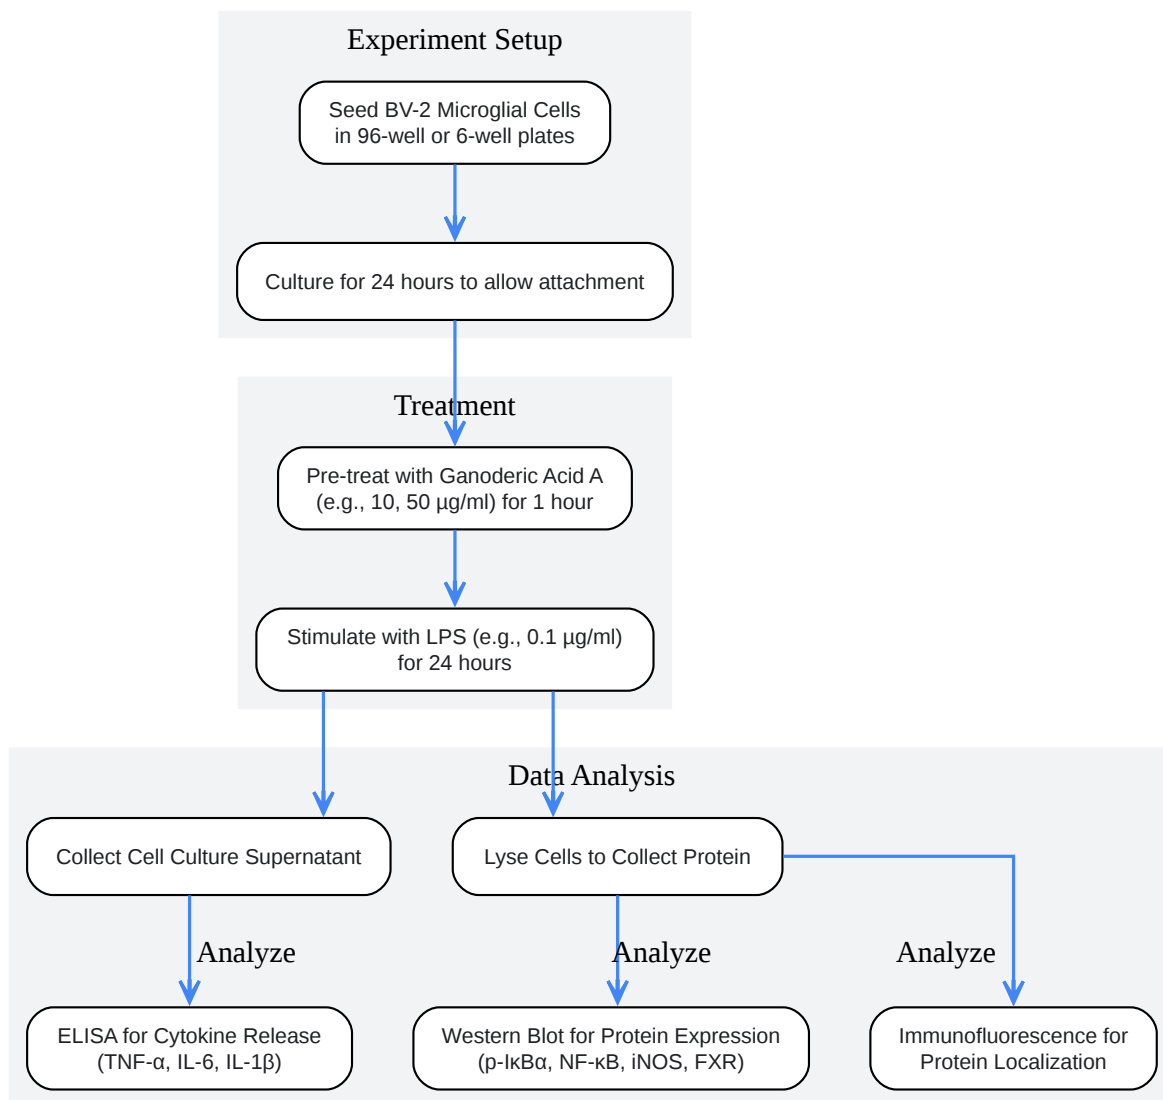 Experiment Setup
Seed BV-2 Microglial Cells
in 96-well or 6-well plates
Culture for 24 hours to allow attachment
Treatment
Pre-treat with Ganoderic Acid A
(e.g., 10, 50 µg/ml) for 1 hour
Stimulate with LPS (e.g., 0.1 µg/ml)
for 24 hours
Data Analysis
Collect Cell Culture Supernatant
Lyse Cells to Collect Protein
Analyze
Analyze
Analyze
ELISA for Cytokine Release
(TNF-α, IL-6, IL-1β)
Western Blot for Protein Expression
(p-IκBα, NF-κB, iNOS, FXR)
Immunofluorescence for
Protein Localization